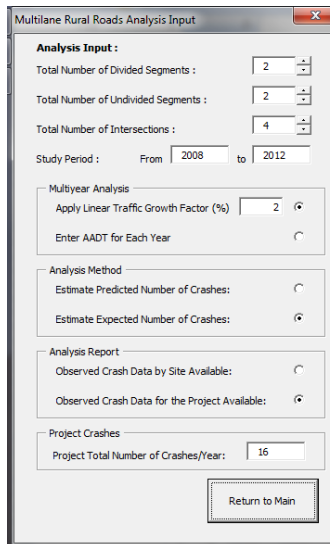 Multilane Rural Roads Analysis Input
x
Analysis Input :
Total Number of Divided Segments : 2
Total Number of Undivided Segments : 2
Total Number of Intersections : 4
Study Period : From 2008 to 2012
Multiyear Analysis
Apply Linear Traffic Growth Factor (%) 2
Enter AADT for Each Year
Analysis Method
Estimate Predicted Number of Crashes:
Estimate Expected Number of Crashes:
Analysis Report
Observed Crash Data by Site Available:
Observed Crash Data for the Project Available:
Project Crashes
Project Total Number of Crashes/Year: 16
Return to Main